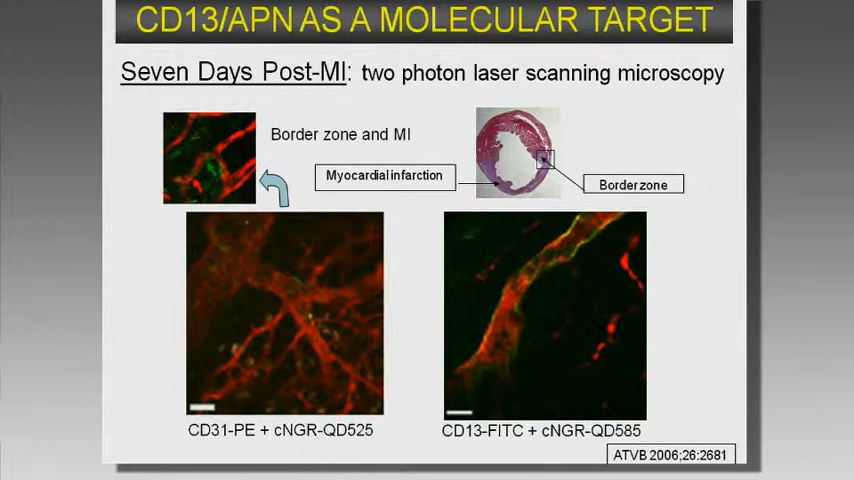 CD13/APN AS A MOLECULAR TARGET
Seven Days Post-MI: two photon laser scanning microscopy
Border zone and MI
Myocardial infarction
Border zone
CD31-PE + cNGR-QD525
CD13-FITC + cNGR-QD585
ATVB 2006;26:2681